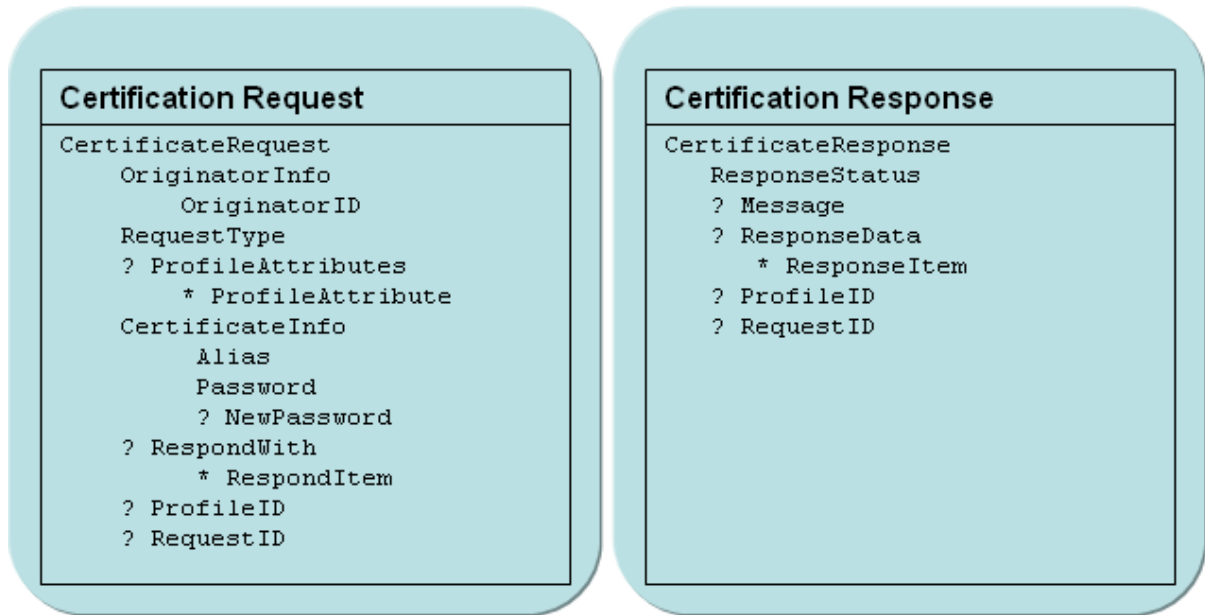 Certification Request
CertificateRequest
OriginatorInfo
OriginatorID
RequestType
? ProfileAttributes
* ProfileAttribute
CertificateInfo
Alias
Password
? NewPassword
? RespondWith
* RespondItem
? ProfileID
? RequestID
Certification Response
CertificateResponse
ResponseStatus
? Message
? ResponseData
* ResponseItem
? ProfileID
? RequestID